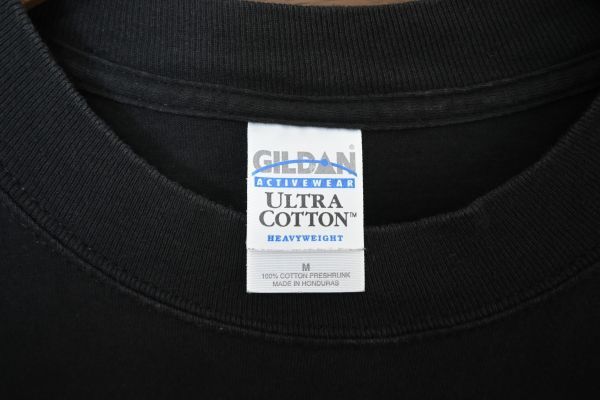 GILDAN®
ACTIVEWEAR
ULTRA
COTTON™
HEAVYWEIGHT
M
100% COTTON PRESHRUNK
MADE IN HONDURAS